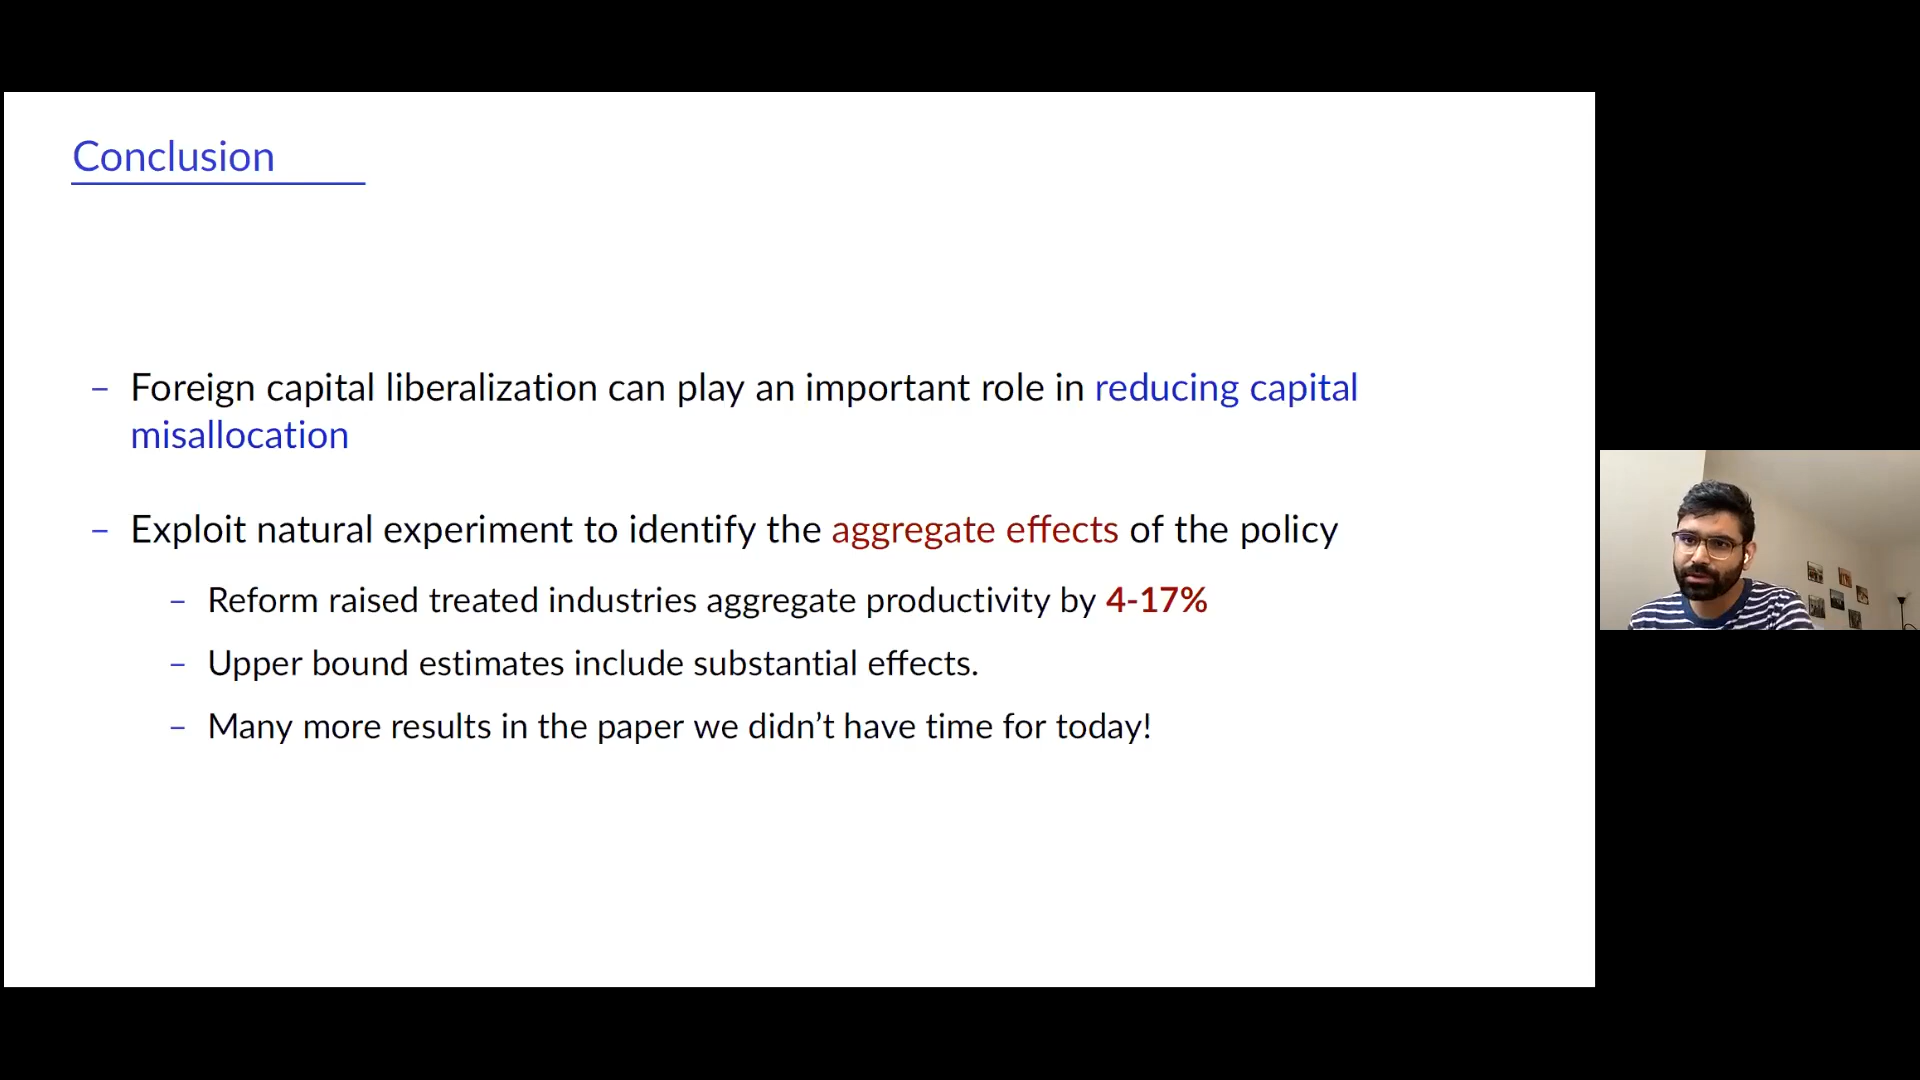 Conclusion
– Foreign capital liberalization can play an important role in reducing capital
misallocation
– Exploit natural experiment to identify the aggregate effects of the policy
– Reform raised treated industries aggregate productivity by 4-17%
– Upper bound estimates include substantial effects.
– Many more results in the paper we didn’t have time for today!